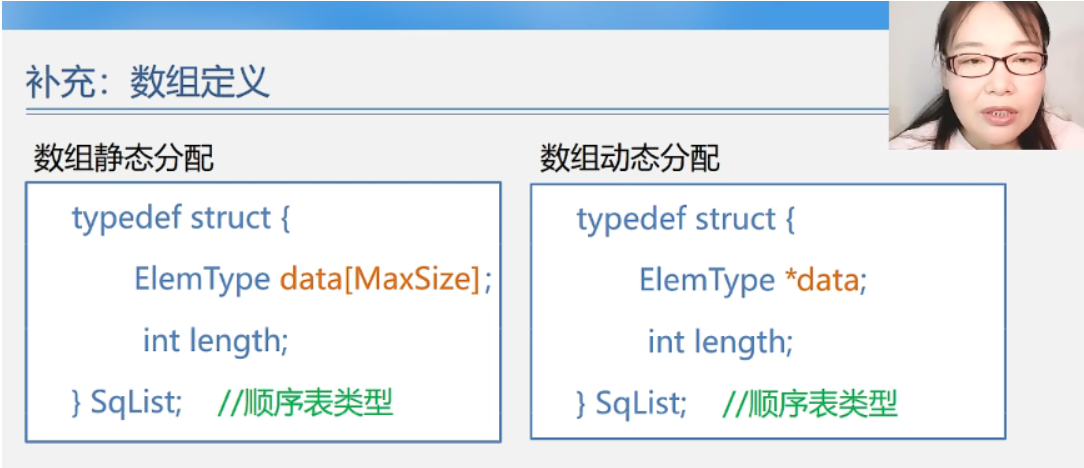 补充：数组定义
数组静态分配
typedef struct {
ElemType data[MaxSize];
int length;
} SqList; //顺序表类型
数组动态分配
typedef struct {
ElemType *data;
int length;
} SqList; //顺序表类型